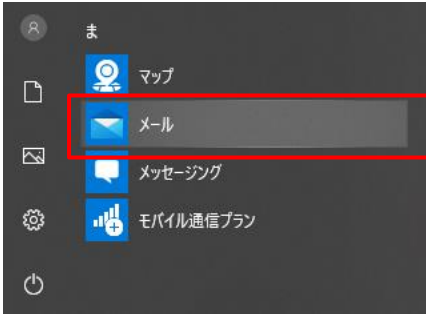 ま
マップ
メール
メッセージング
モバイル通信プラン